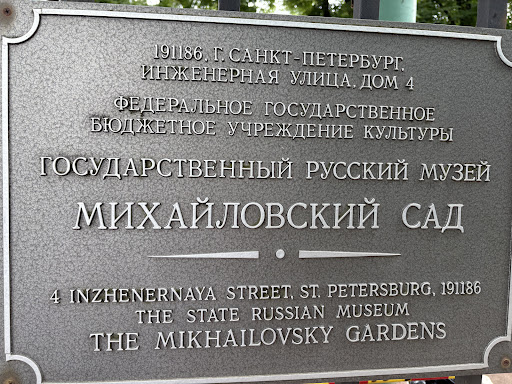 191186, Г. САНКТ-ПЕТЕРБУРГ,
ИНЖЕНЕРНАЯ УЛИЦА, ДОМ 4
ФЕДЕРАЛЬНОЕ ГОСУДАРСТВЕННОЕ
БЮДЖЕТНОЕ УЧРЕЖДЕНИЕ КУЛЬТУРЫ
ГОСУДАРСТВЕННЫЙ РУССКИЙ МУЗЕЙ
МИХАЙЛОВСКИЙ САД
4 INZHENERNAYA STREET, ST. PETERSBURG, 191186
THE STATE RUSSIAN MUSEUM
THE MIKHAILOVSKY GARDENS